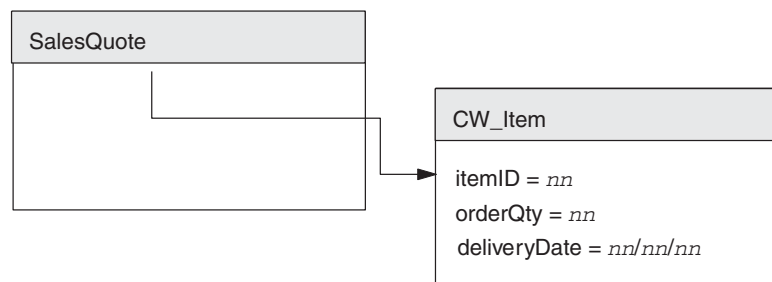 SalesQuote
CW_Item
itemID = nn
orderQty = nn
deliveryDate = nn/nn/nn